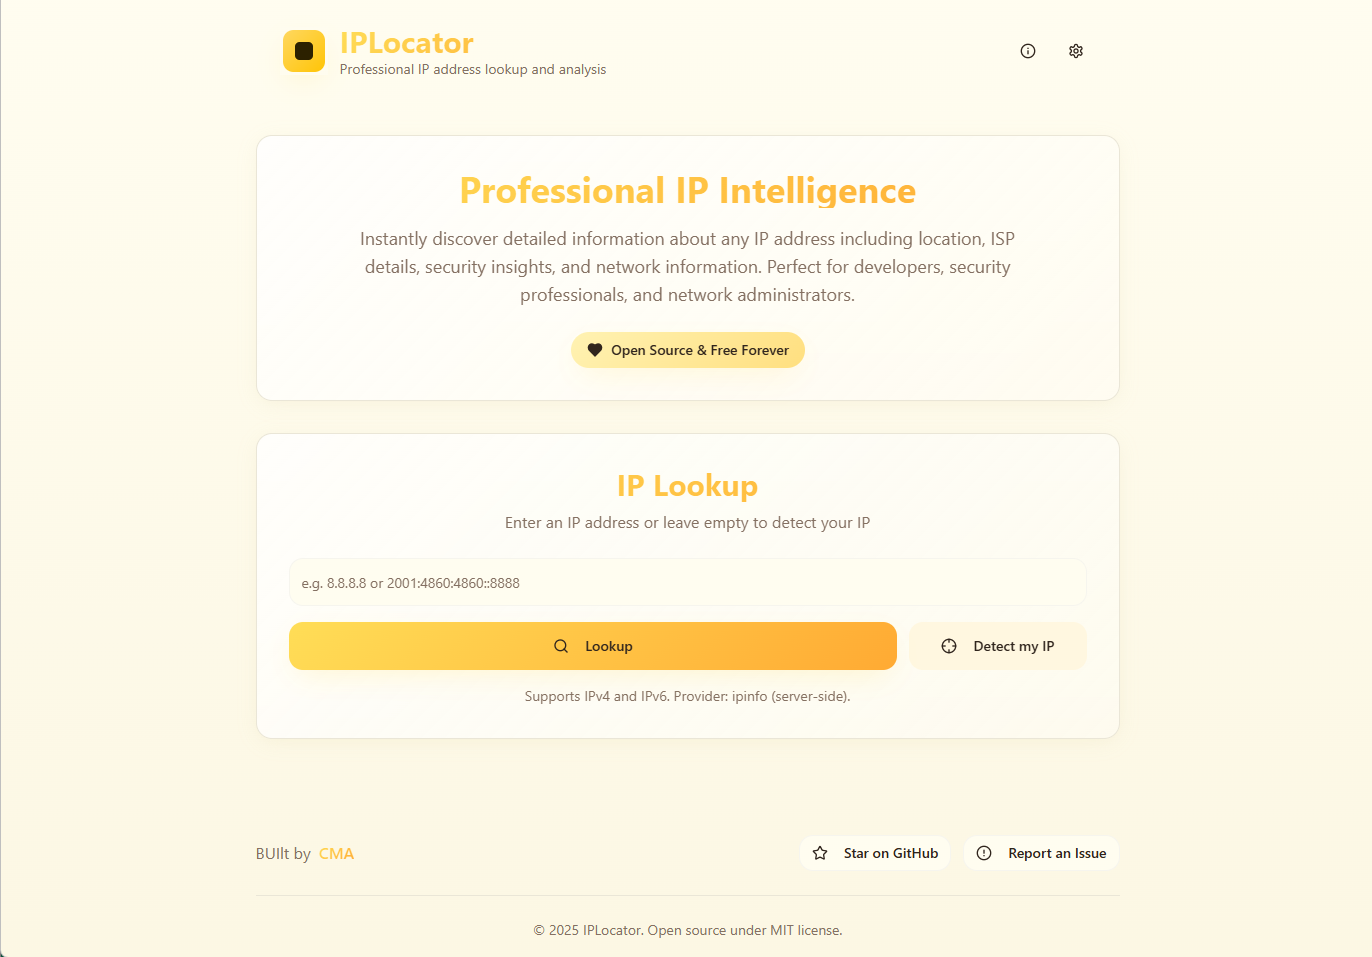 IPLocator
Professional IP address lookup and analysis
Professional IP Intelligence
Instantly discover detailed information about any IP address including location, ISP
details, security insights, and network information. Perfect for developers, security
professionals, and network administrators.
Open Source & Free Forever
IP Lookup
Enter an IP address or leave empty to detect your IP
e.g. 8.8.8.8 or 2001:4860:4860::8888
Lookup
Detect my IP
Supports IPv4 and IPv6. Provider: ipinfo (server-side).
BUIlt by CMA
Star on GitHub
Report an Issue
© 2025 IPLocator. Open source under MIT license.